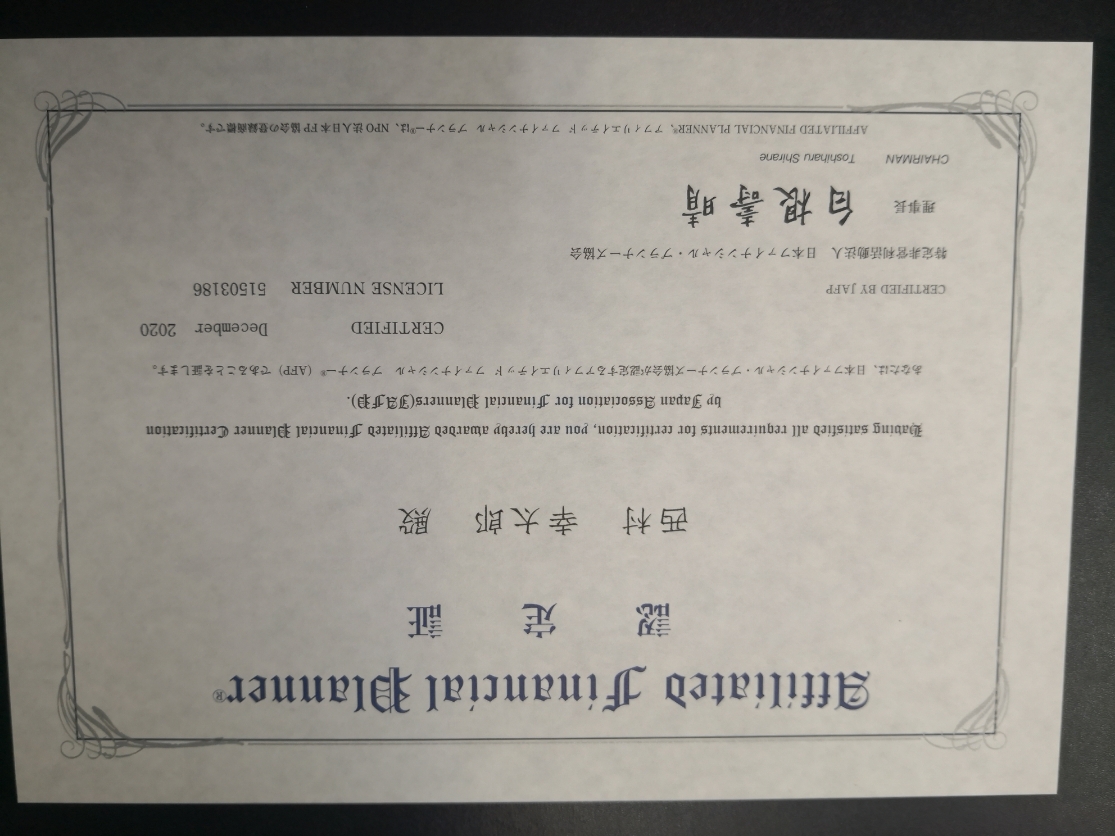 Affiliated Financial Planner®
認定証
西村 幸太郎 殿
Having satisfied all requirements for certification, you are hereby awarded Affiliated Financial Planner Certification
by Japan Association for Financial Planners(JAFP).
あなたは、日本ファイナンシャル・プランナーズ協会が認定するアフィリエイテッド ファイナンシャル プランナー®(AFP)であることを証します。
CERTIFIED December 2020
CERTIFIED BY JAFP LICENSE NUMBER 51503186
特定非営利活動法人 日本ファイナンシャル・プランナーズ協会
理事長 白根壽晴
CHAIRMAN Toshiharu Shirane
AFFILIATED FINANCIAL PLANNER®, アフィリエイテッド ファイナンシャル プランナー®は、NPO法人日本FP協会の登録商標です。